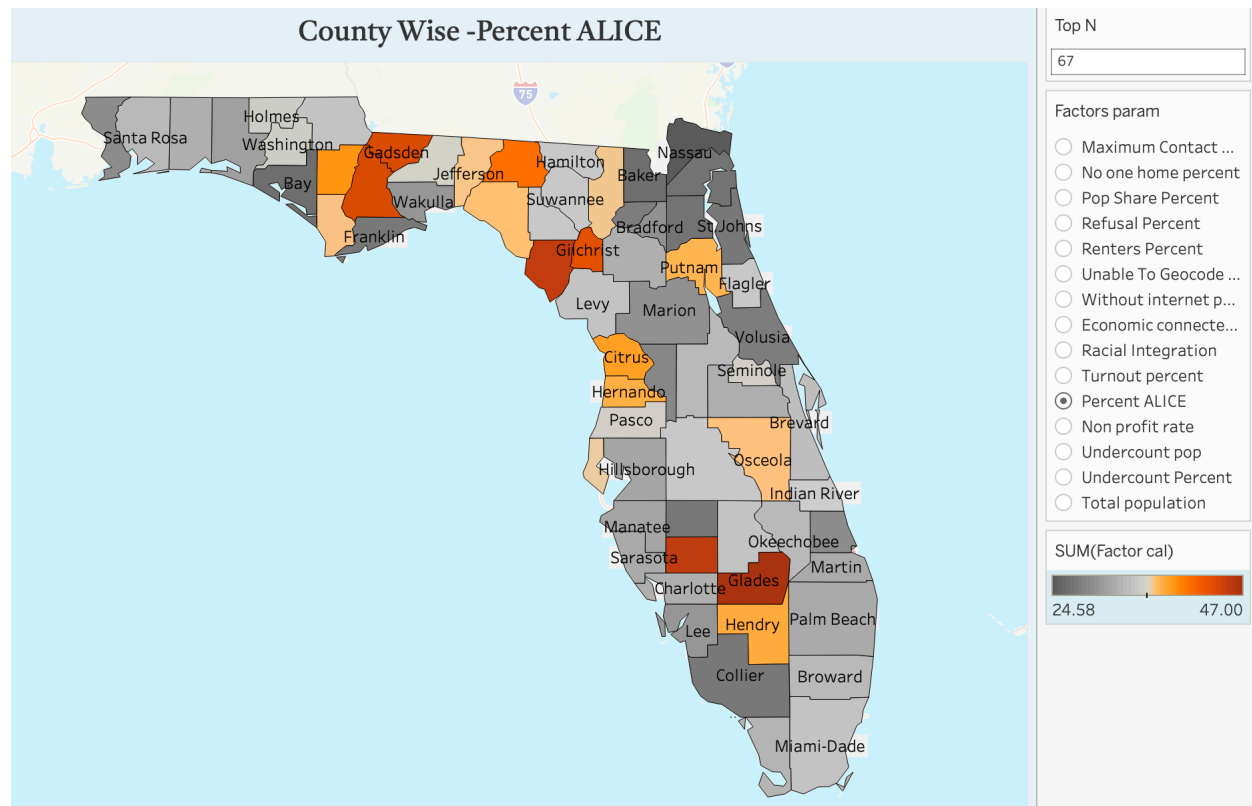 County Wise -Percent ALICE
75
Holmes
Santa Rosa
Washington
Gadsden
Nassau
Hamilton
Jefferson
Baker
Bay
Wakulla
Suwannee
Bradford
St Johns
Franklin
Gilchrist
Putnam
Flagler
Levy
Marion
Volusia
Citrus
Seminole
Hernando
Pasco
Brevard
Osceola
Hillsborough
Indian River
Manatee
Okeechobee
Sarasota
Martin
Glades
Charlotte
Palm Beach
Hendry
Lee
Collier
Broward
Miami-Dade
Top N
67
Factors param
Maximum Contact ...
No one home percent
Pop Share Percent
Refusal Percent
Renters Percent
Unable To Geocode ...
Without internet p...
Economic connecte...
Racial Integration
Turnout percent
Percent ALICE
Non profit rate
Undercount pop
Undercount Percent
Total population
SUM(Factor cal)
24.58 47.00